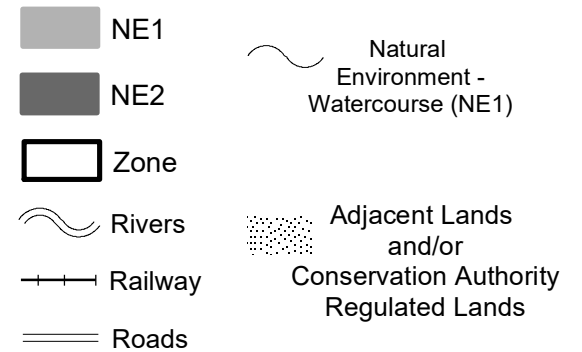 NE1
NE2
Zone
Rivers
Railway
Roads
Natural
Environment -
Watercourse (NE1)
Adjacent Lands
and/or
Conservation Authority
Regulated Lands